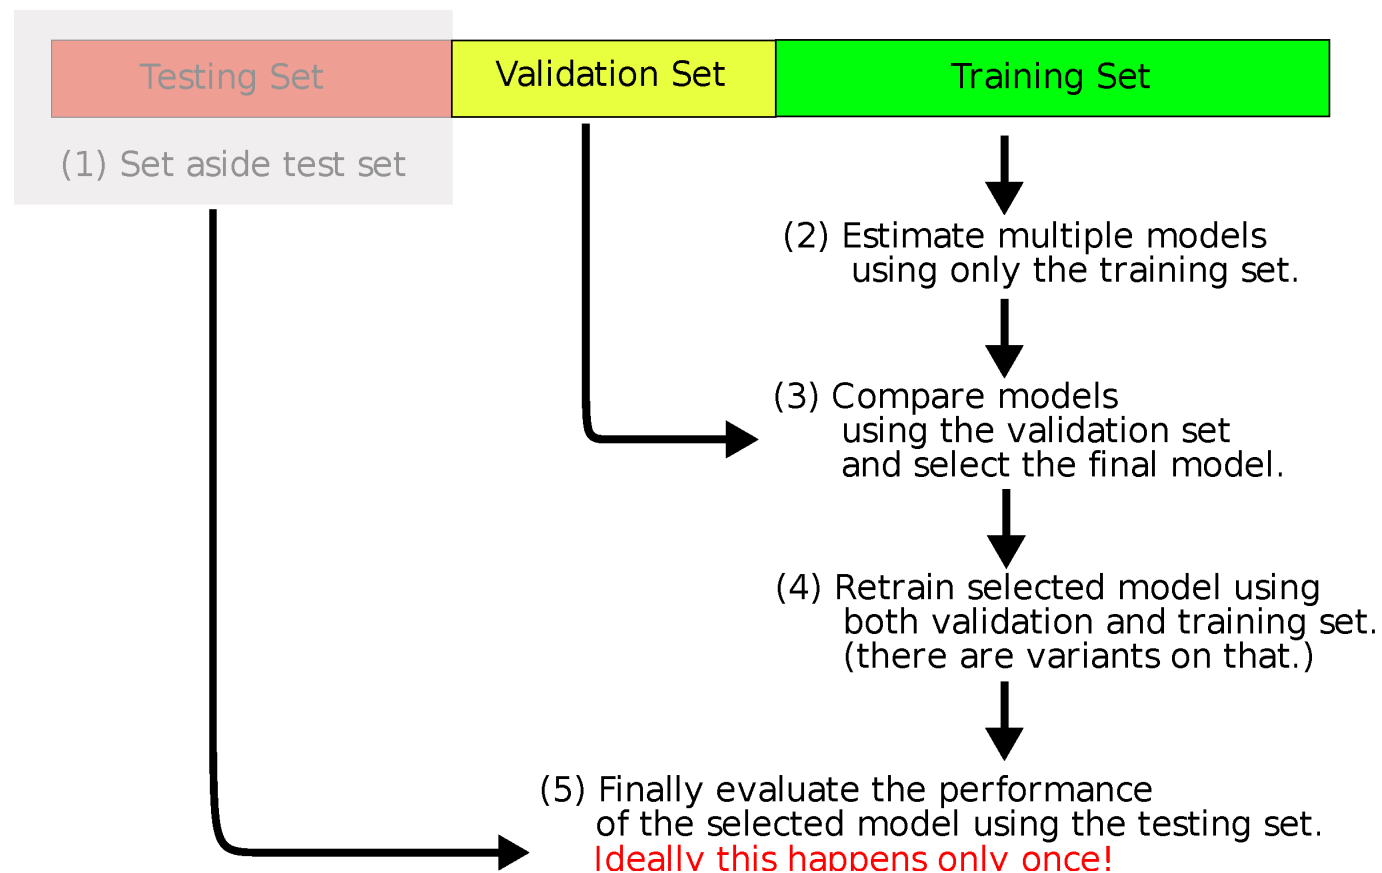 Testing Set
Validation Set
Training Set
(1) Set aside test set
(2) Estimate multiple models
using only the training set.
(3) Compare models
using the validation set
and select the final model.
(4) Retrain selected model using
both validation and training set.
(there are variants on that.)
(5) Finally evaluate the performance
of the selected model using the testing set.
Ideally this happens only once!